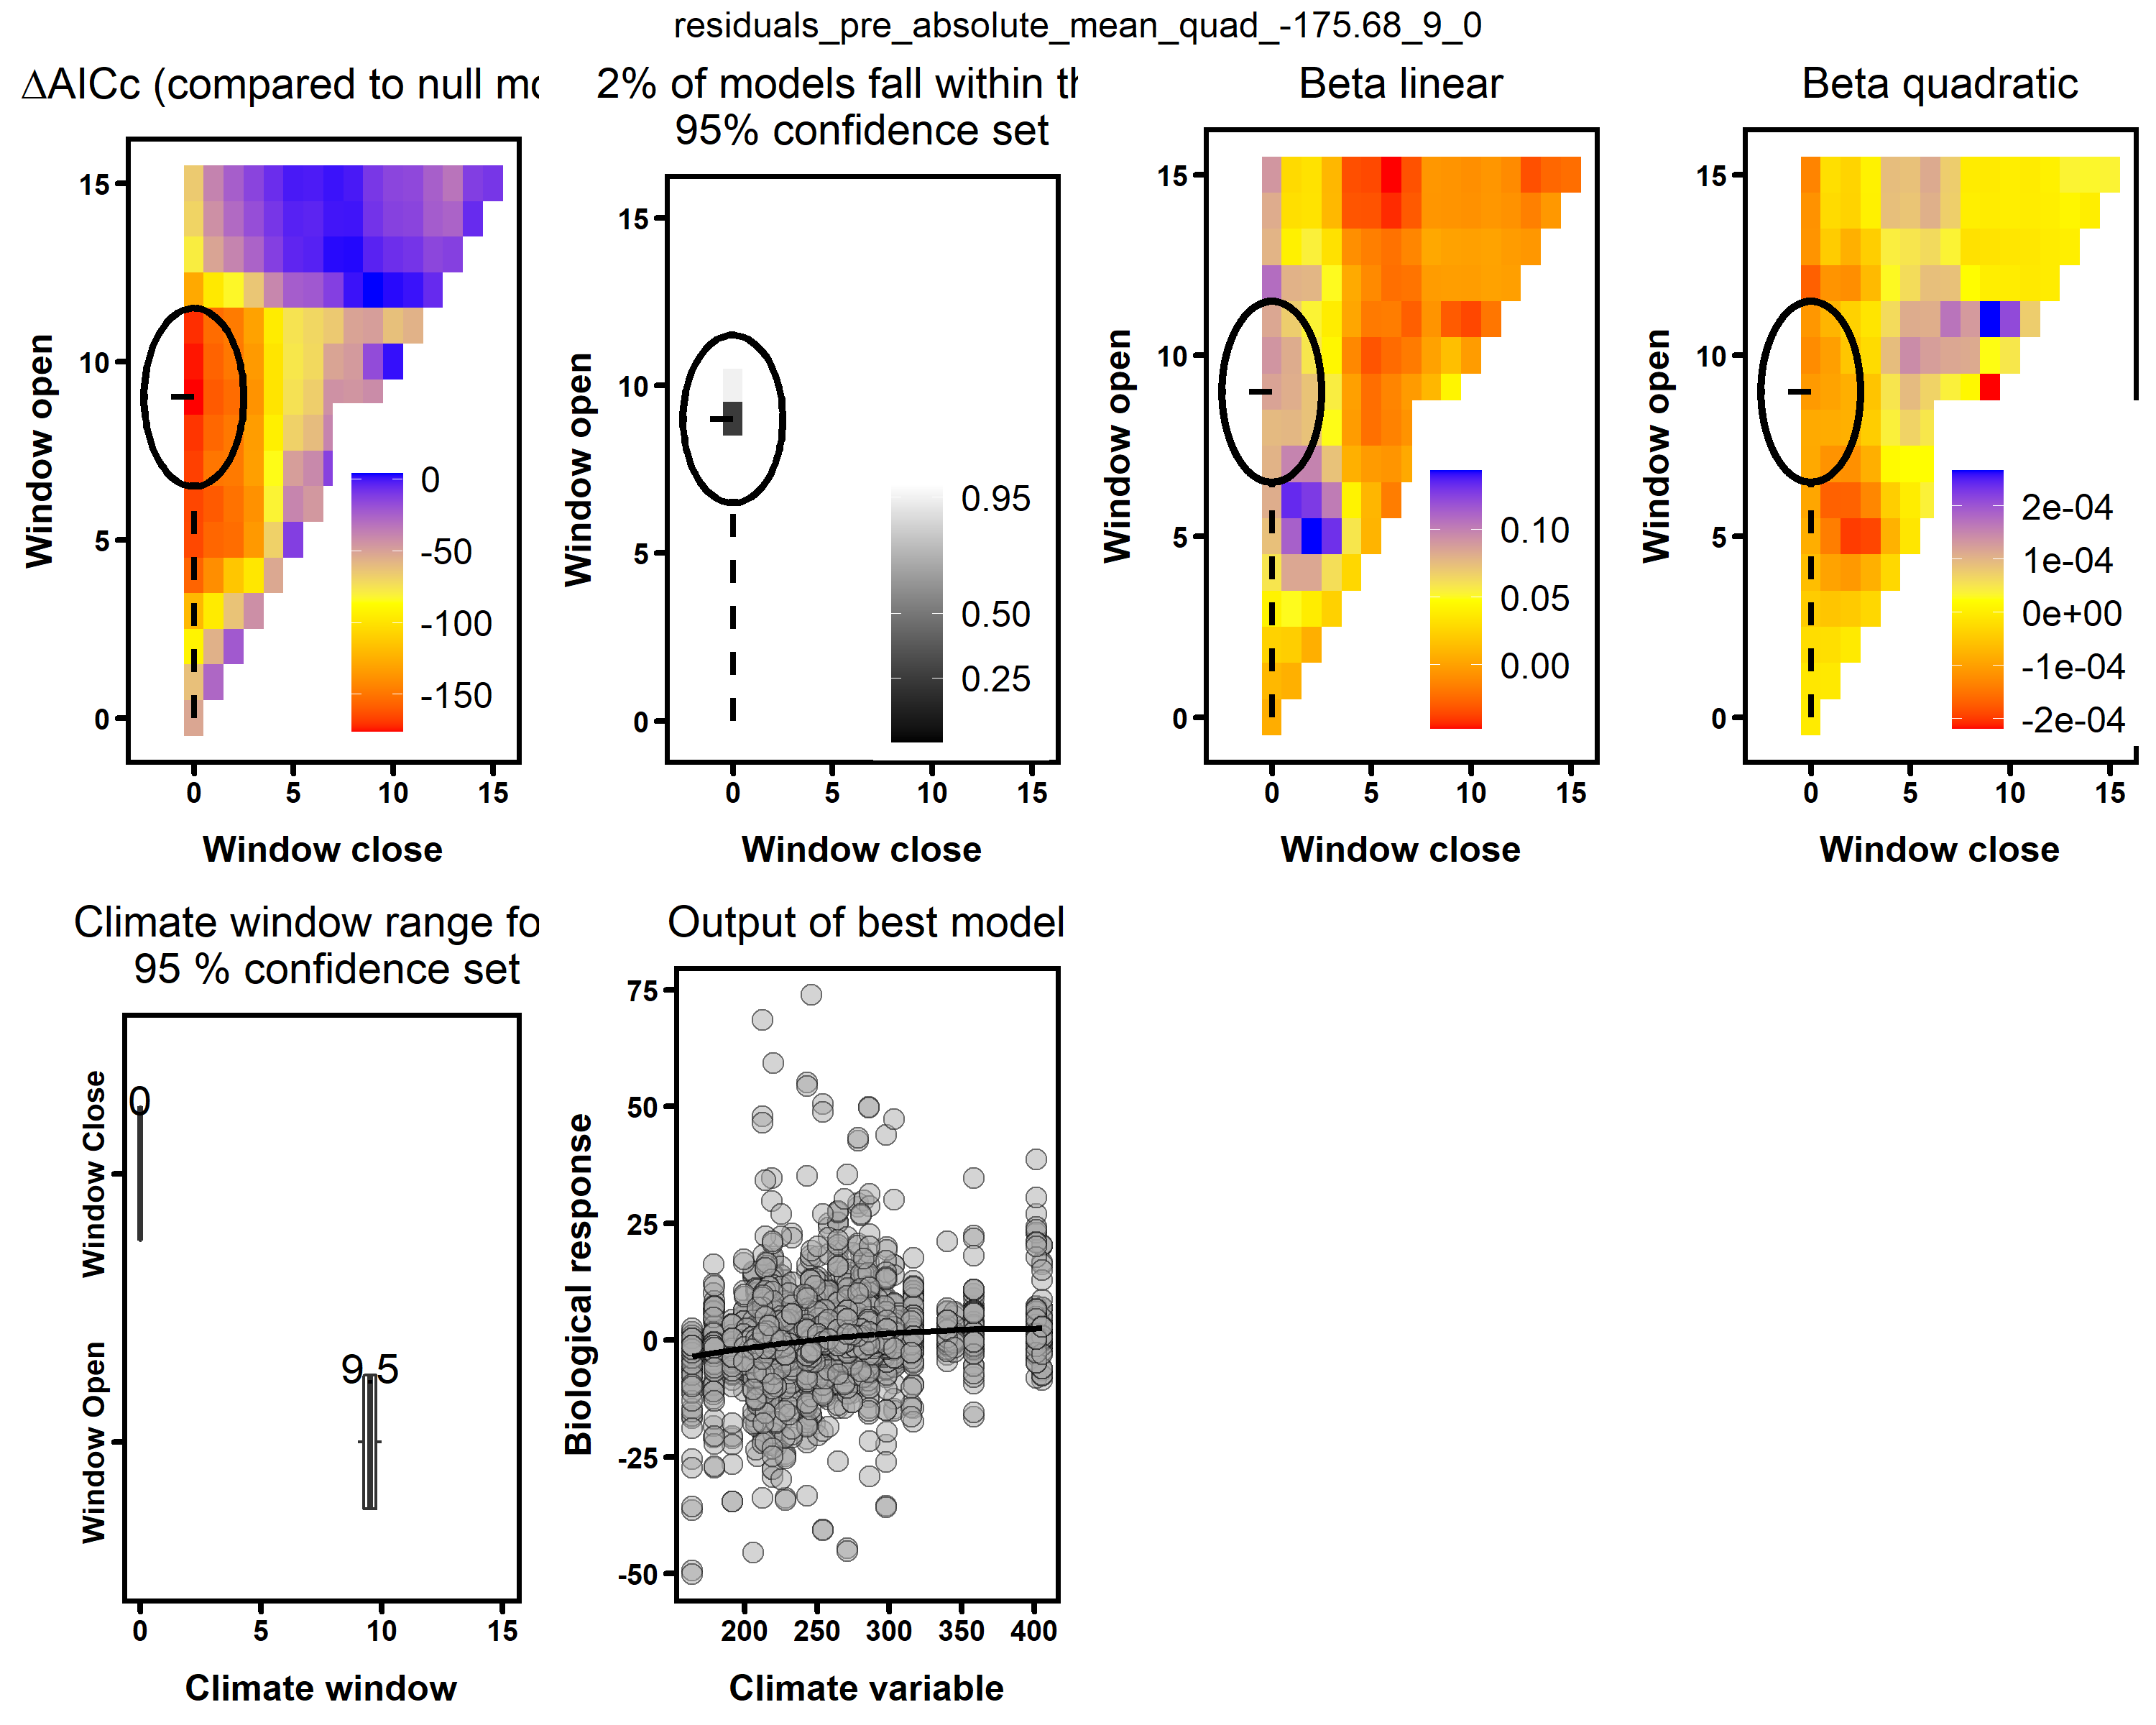 residuals_pre_absolute_mean_quad_-175.68_9_0
ΔAICc (compared to null mo
Window open
15
10
5
0
0
-50
-100
-150
0 5 10 15
Window close
2% of models fall within th
95% confidence set
Window open
15
10
5
0
0.95
0.50
0.25
0 5 10 15
Window close
Beta linear
Window open
15
10
5
0
0.10
0.05
0.00
0 5 10 15
Window close
Beta quadratic
Window open
15
10
5
0
2e-04
1e-04
0e+00
-1e-04
-2e-04
0 5 10 15
Window close
Climate window range fo
95 % confidence set
Window Close
Window Open
0
9.5
0 5 10 15
Climate window
Output of best model
Biological response
75
50
25
0
-25
-50
200 250 300 350 400
Climate variable